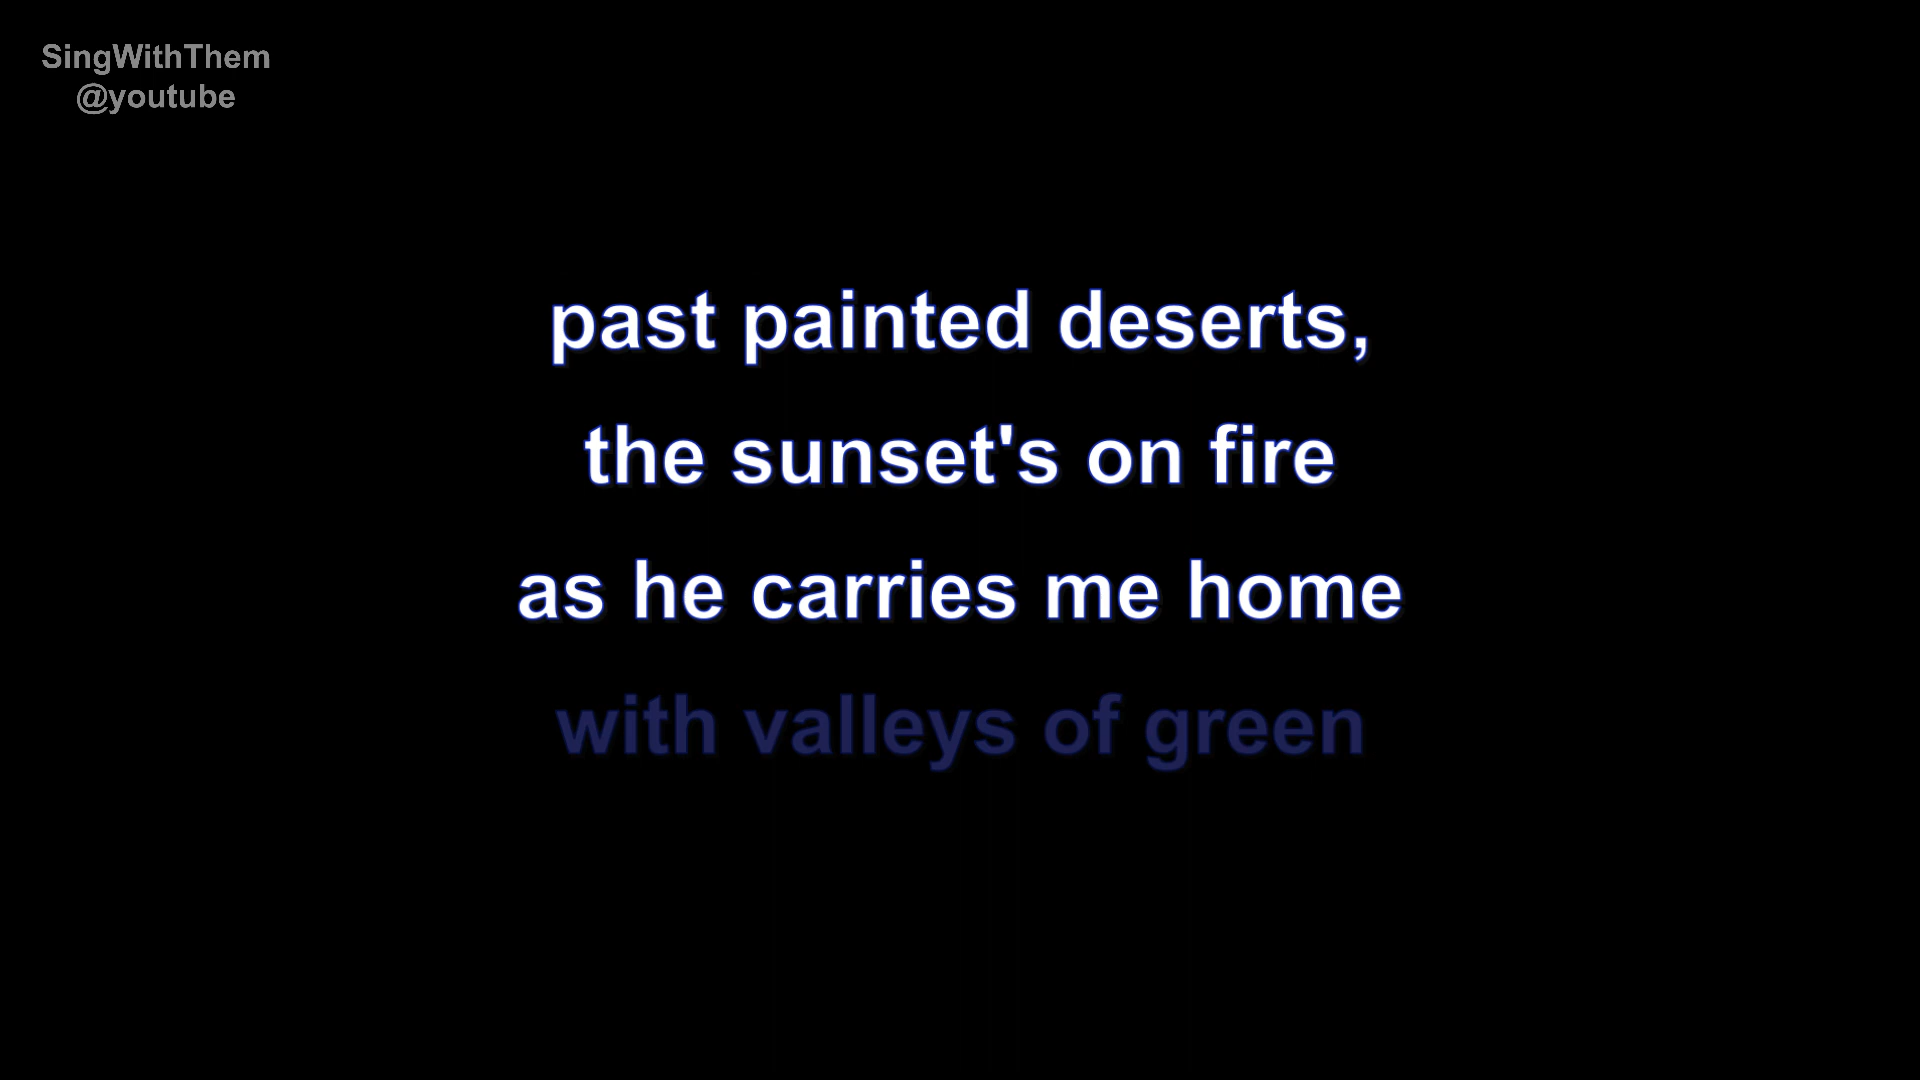 SingWithThem
@youtube
past painted deserts,
the sunset's on fire
as he carries me home
with valleys of green